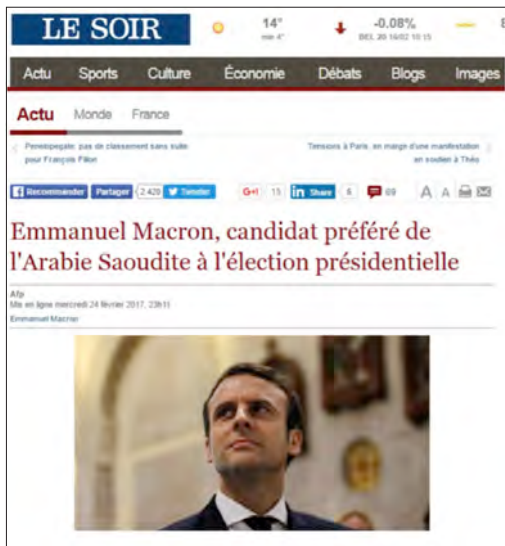 LE SOIR
14°
min 4°
-0.08%
BEL 20 16/02 10:15
8
Actu Sports Culture Économie Débats Blogs Images
Actu Monde France
Penelopegate: pas de classement sans suite
pour François Fillon
Tensions à Paris, en marge d'une manifestation
en soutien à Théo
Recommander Partager 2.420 Tweeter G+1 15 in Share 6 69 A A
Emmanuel Macron, candidat préféré de
l'Arabie Saoudite à l'élection présidentielle
Afp
Mis en ligne mercredi 24 février 2017, 23h11
Emmanuel Macron